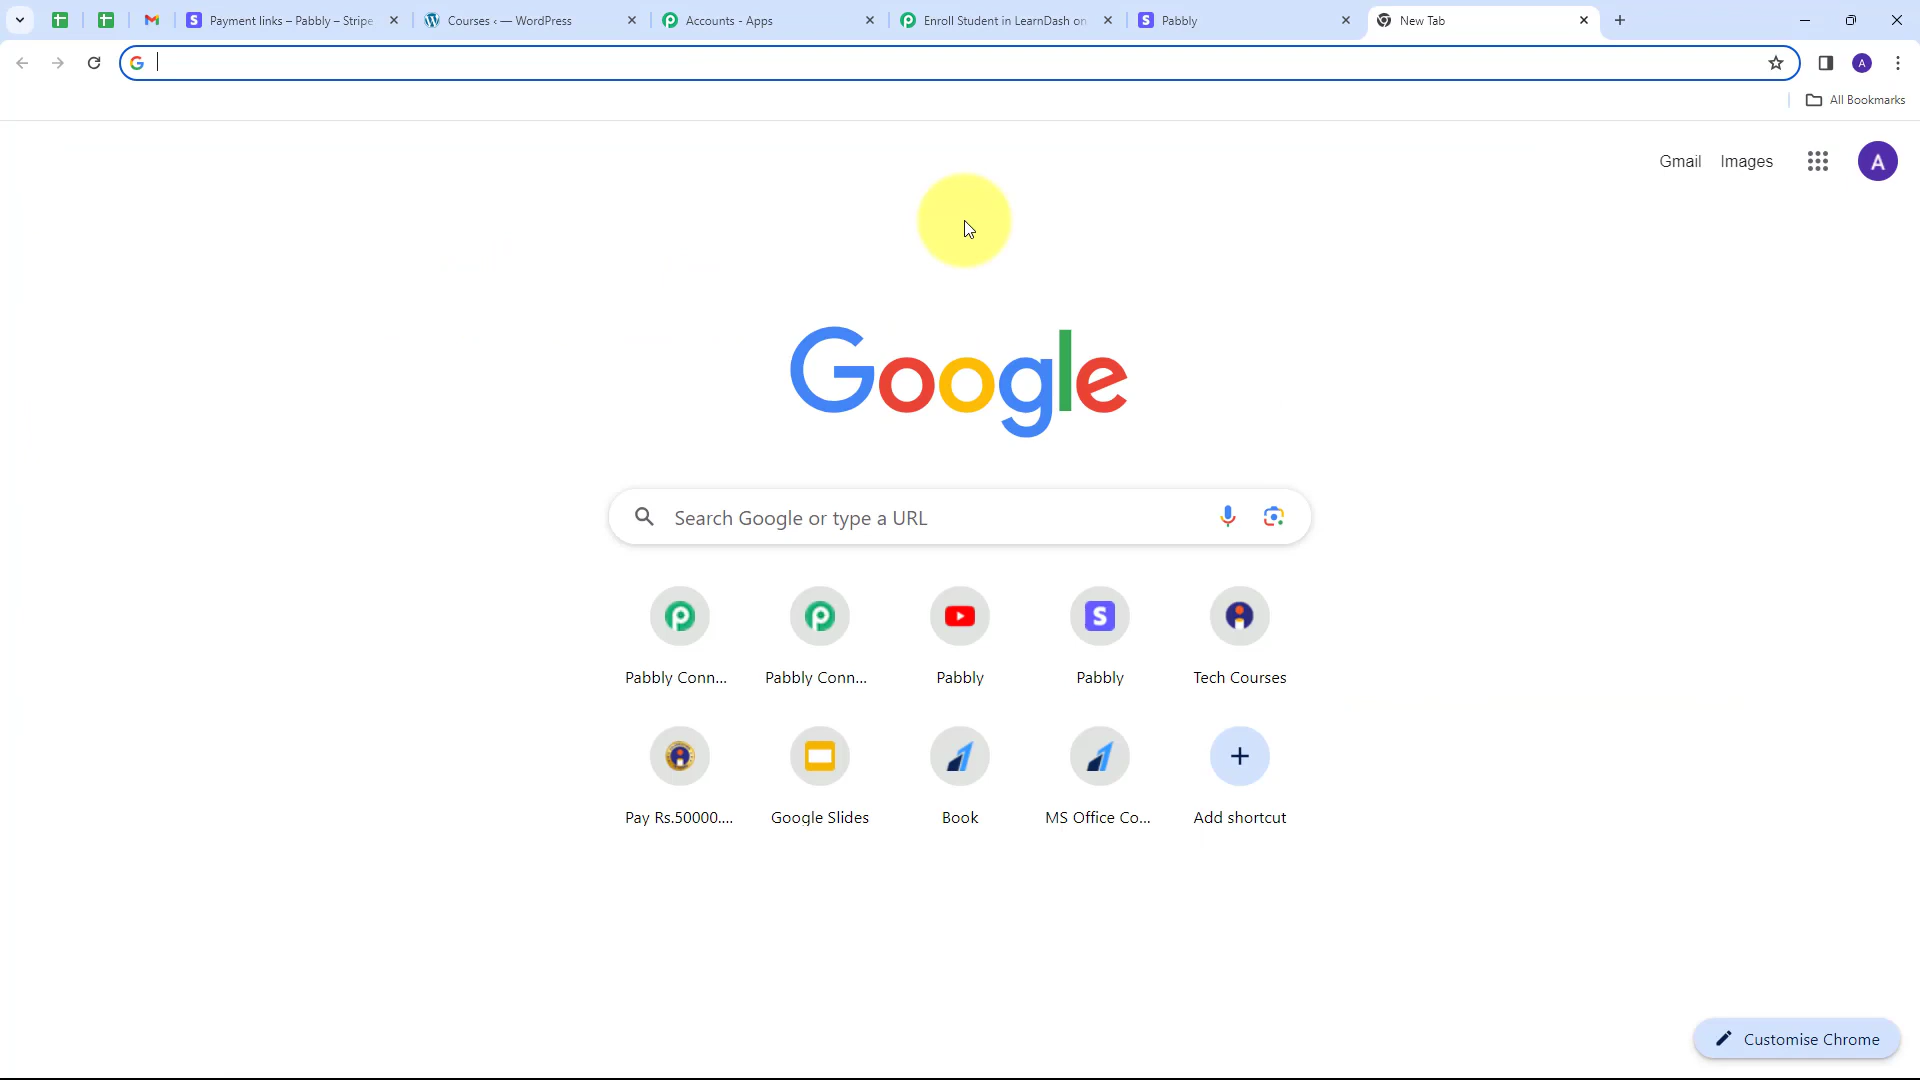 Payment links – Pabbly – Stripe
Courses ‹ — WordPress
Accounts - Apps
Enroll Student in LearnDash on
Pabbly
New Tab
A
All Bookmarks
Gmail
Images
A
Google
Search Google or type a URL
Pabbly Conn...
Pabbly Conn...
Pabbly
Pabbly
Tech Courses
Pay Rs.50000....
Google Slides
Book
MS Office Co...
Add shortcut
Customise Chrome